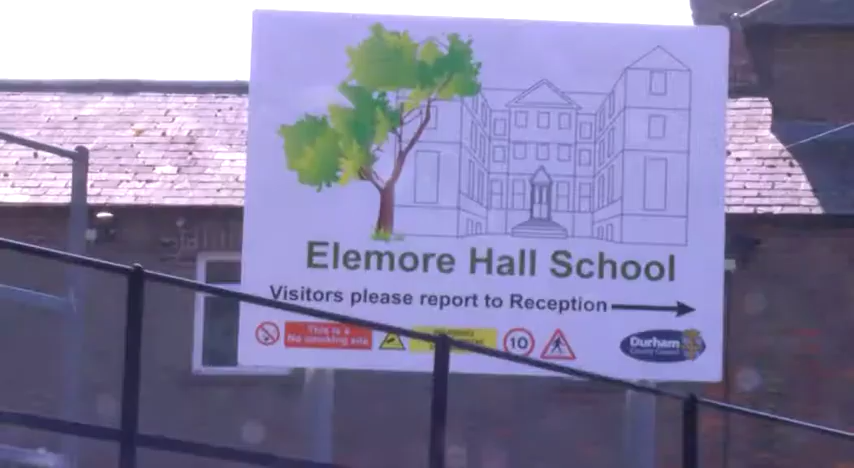 Elemore Hall School
Visitors please report to Reception
This is a
No smoking site
10
Durham
County Council